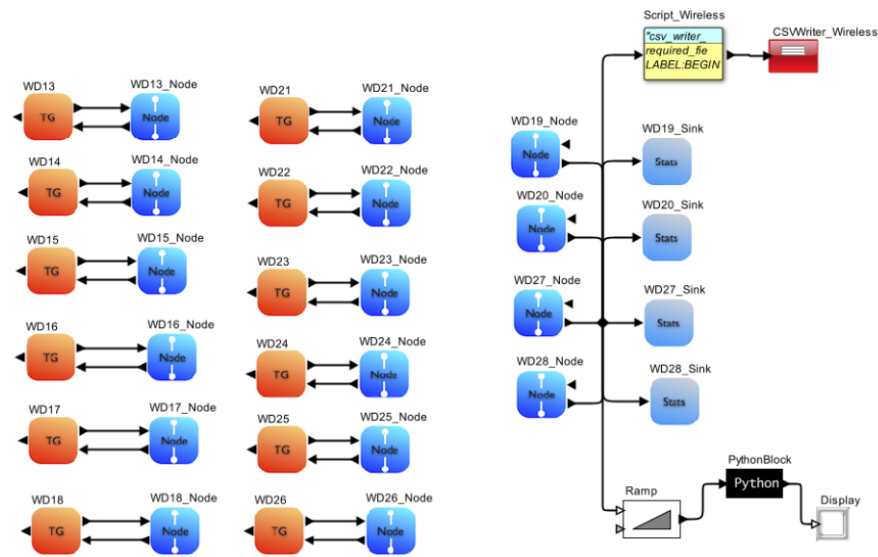 Script_Wireless
"csv_writer_
required_fie
LABEL:BEGIN
CSVWriter_Wireless
WD13
WD13_Node
TG
Node
WD21
WD21_Node
TG
Node
WD19_Node
Node
WD19_Sink
Stats
WD14
WD14_Node
TG
Node
WD22
WD22_Node
TG
Node
WD20_Node
Node
WD20_Sink
Stats
WD15
WD15_Node
TG
Node
WD23
WD23_Node
TG
Node
WD27_Node
Node
WD27_Sink
Stats
WD16
WD16_Node
TG
Node
WD24
WD24_Node
TG
Node
WD28_Node
Node
WD28_Sink
Stats
WD17
WD17_Node
TG
Node
WD25
WD25_Node
TG
Node
WD18
WD18_Node
TG
Node
WD26
WD26_Node
TG
Node
Ramp
PythonBlock
Python
Display